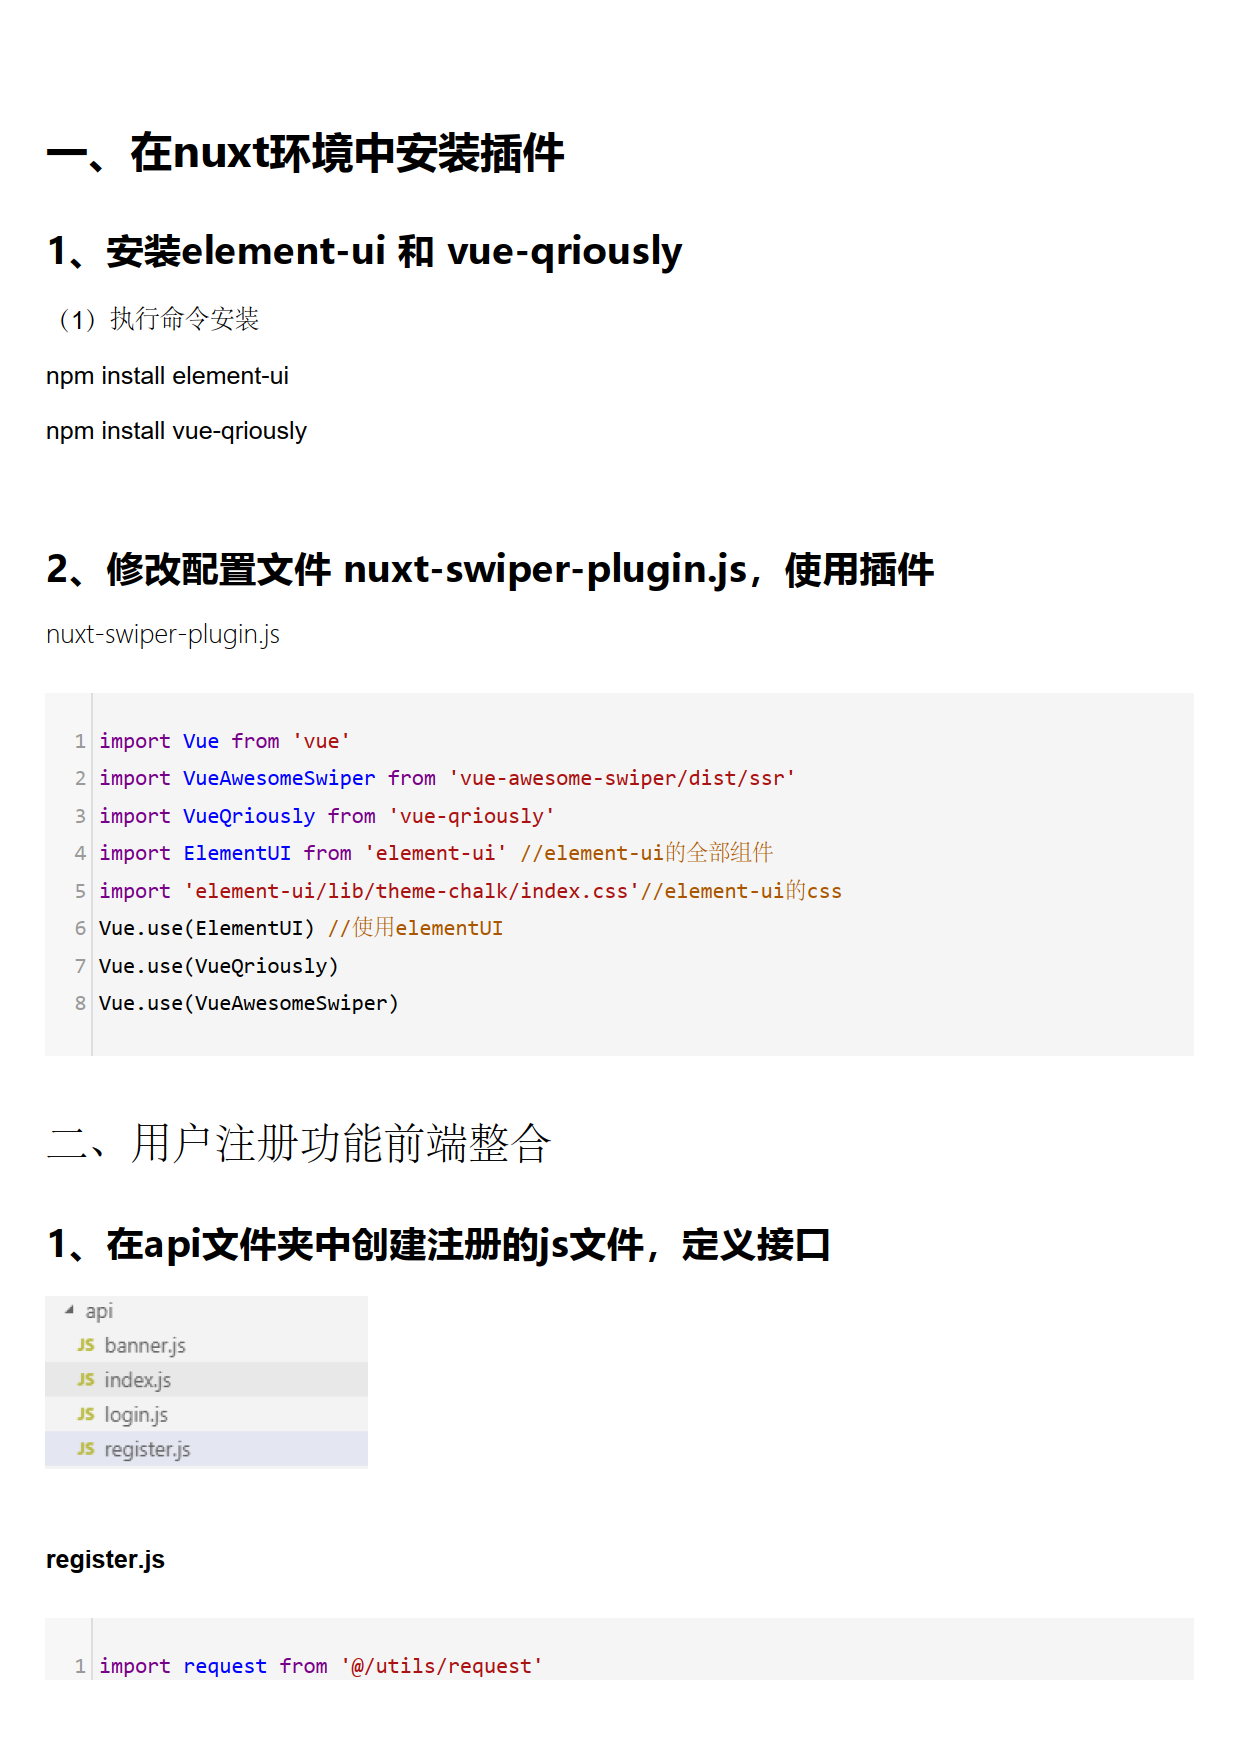 一、在nuxt环境中安装插件
1、安装element-ui 和 vue-qriously
（1）执行命令安装
npm install element-ui
npm install vue-qriously
2、修改配置文件 nuxt-swiper-plugin.js，使用插件
nuxt-swiper-plugin.js
1 import Vue from 'vue'
2 import VueAwesomeSwiper from 'vue-awesome-swiper/dist/ssr'
3 import VueQriously from 'vue-qriously'
4 import ElementUI from 'element-ui' //element-ui的全部组件
5 import 'element-ui/lib/theme-chalk/index.css'//element-ui的css
6 Vue.use(ElementUI) //使用elementUI
7 Vue.use(VueQriously)
8 Vue.use(VueAwesomeSwiper)
二、用户注册功能前端整合
1、在api文件夹中创建注册的js文件，定义接口
api
JS banner.js
JS index.js
JS login.js
JS register.js
register.js
1 import request from '@/utils/request'